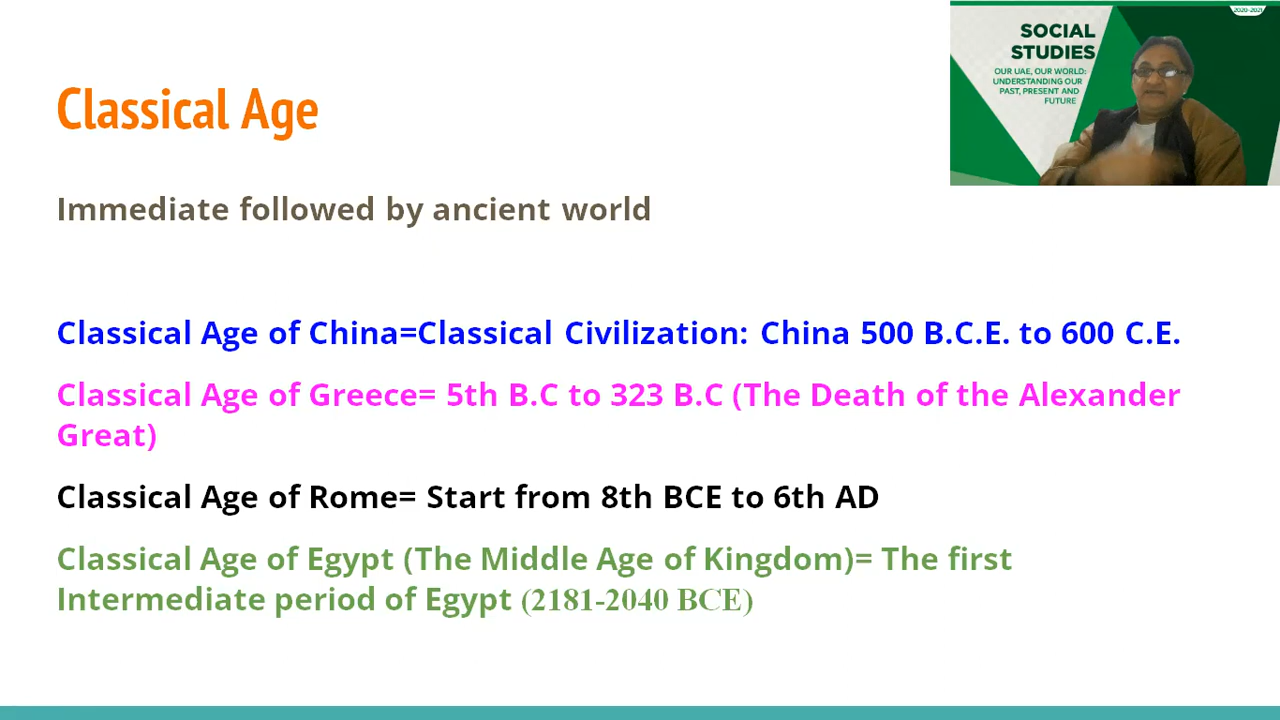 Classical Age
Immediate followed by ancient world
Classical Age of China=Classical Civilization: China 500 B.C.E. to 600 C.E.
Classical Age of Greece= 5th B.C to 323 B.C (The Death of the Alexander
Great)
Classical Age of Rome= Start from 8th BCE to 6th AD
Classical Age of Egypt (The Middle Age of Kingdom)= The first
Intermediate period of Egypt (2181-2040 BCE)
2020-2021
SOCIAL
STUDIES
OUR UAE, OUR WORLD:
UNDERSTANDING OUR
PAST, PRESENT AND
FUTURE